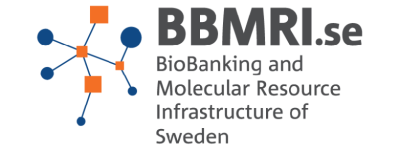 BBMRI.se
BioBanking and
Molecular Resource
Infrastructure of
Sweden